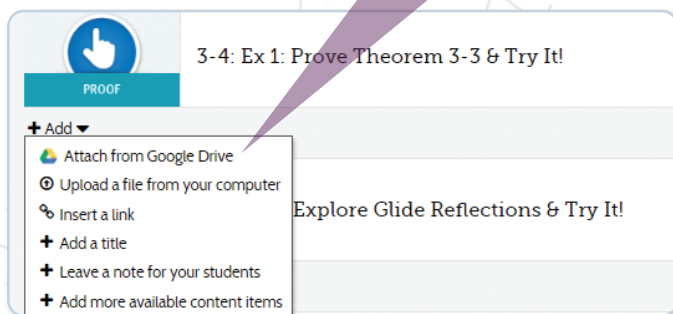 3-4: Ex 1: Prove Theorem 3-3 & Try It!
PROOF
+ Add
Attach from Google Drive
Upload a file from your computer
Insert a link
Explore Glide Reflections & Try It!
+ Add a title
+ Leave a note for your students
+ Add more available content items